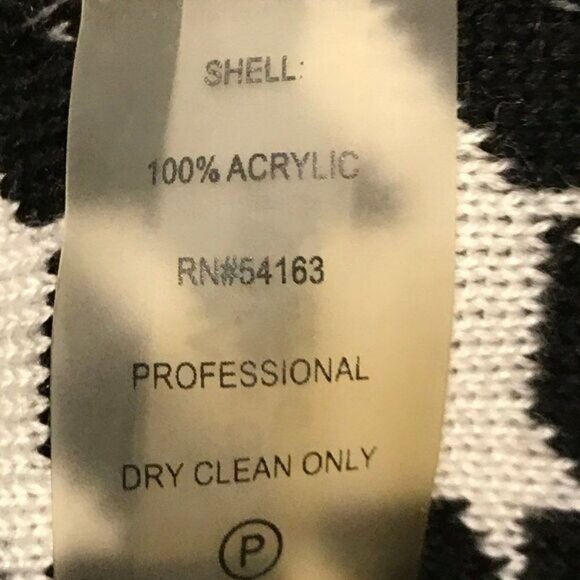 SHELL:
100% ACRYLIC
RN#54163
PROFESSIONAL
DRY CLEAN ONLY
P